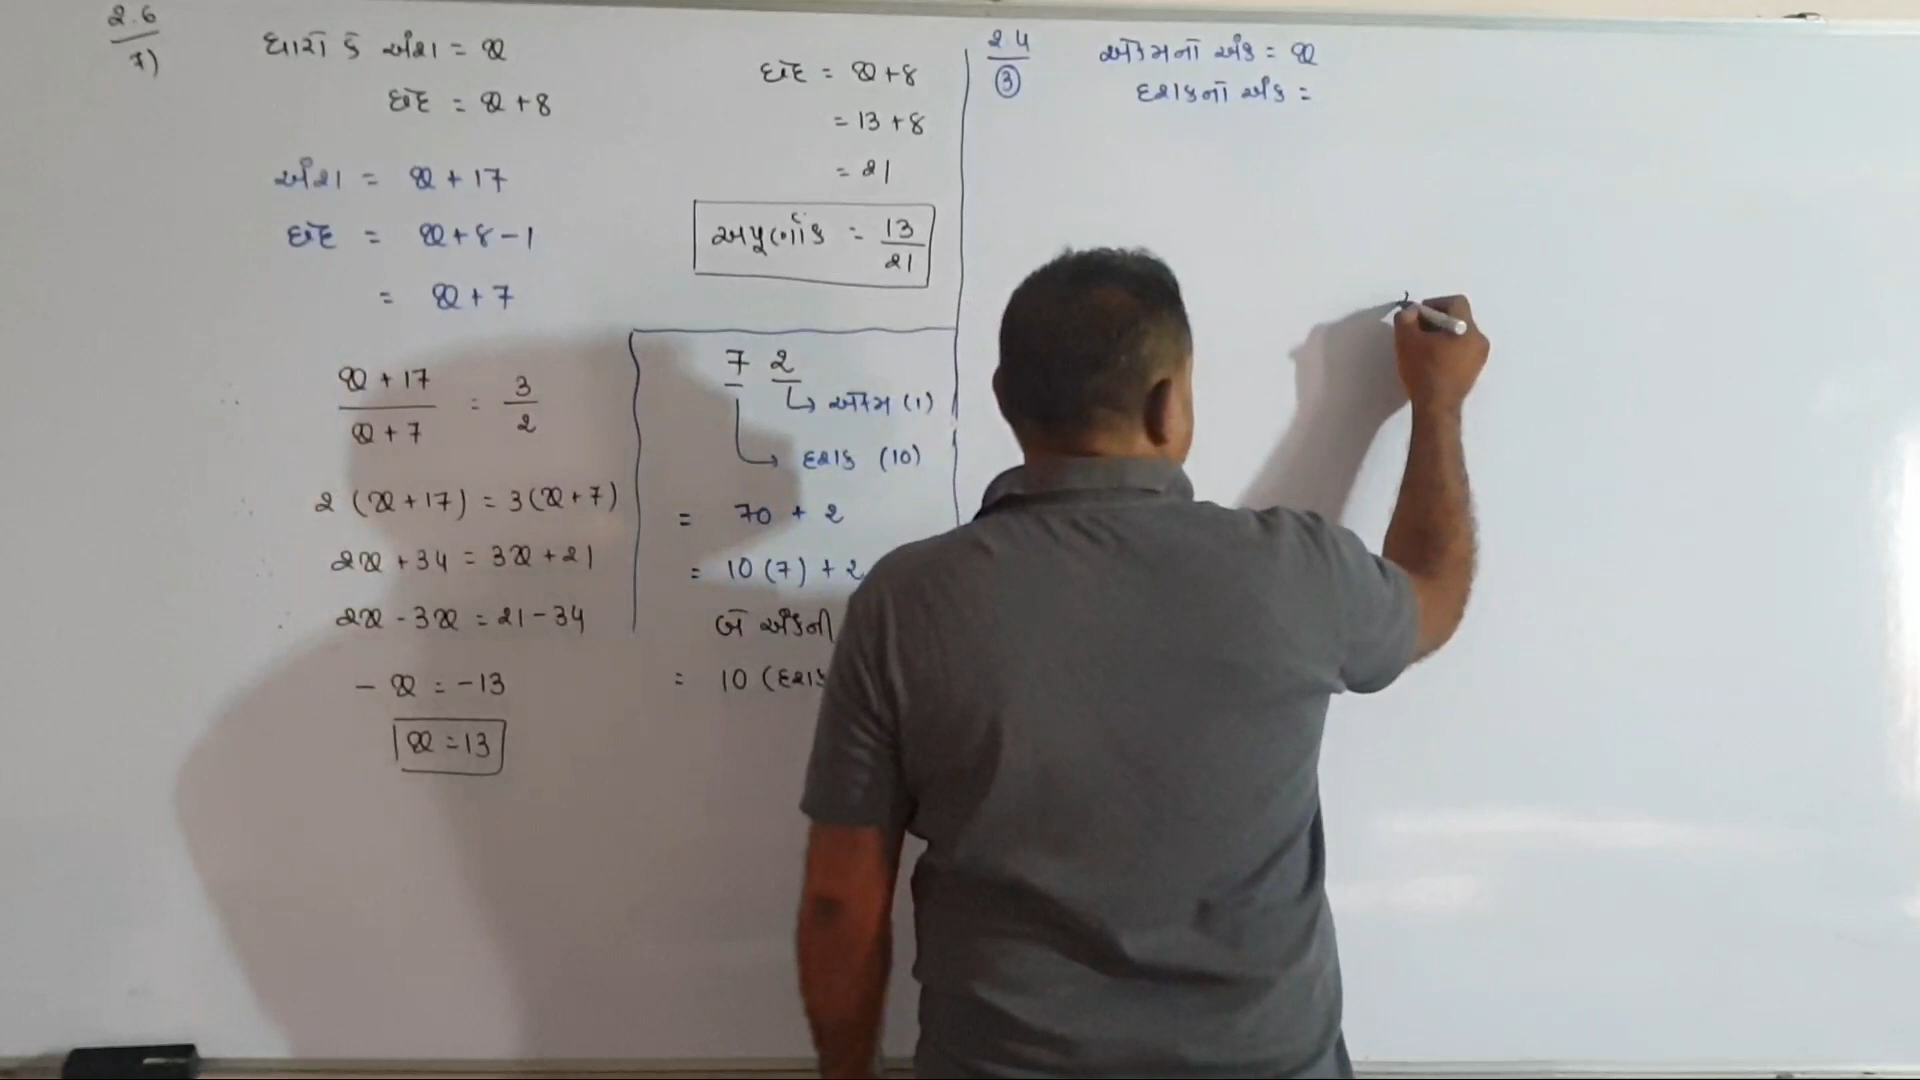 2.6
7)
ધારો કે અંશ = x
છેદ = x + 8
અંશ = x + 17
છેદ = x + 8 - 1
= x + 7
x + 17 / x + 7 = 3 / 2
2 (x + 17) = 3 (x + 7)
2x + 34 = 3x + 21
2x - 3x = 21 - 34
- x = -13
x = 13
છેદ = x + 8
= 13 + 8
= 21
અપૂર્ણાંક = 13 / 21
7 2
એકમ (1)
દશક (10)
= 70 + 2
= 10 (7) + 2
બે અંકની
= 10 (દશક
2.4
3
એકમનો અંક = x
દશકનો અંક =